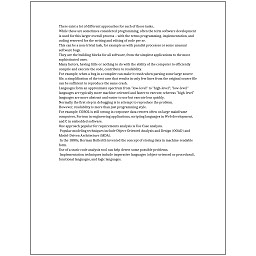 There exist a lot of different approaches for each of those tasks.
While these are sometimes considered programming, often the term software development
is used for this larger overall process – with the terms programming, implementation, and
coding reserved for the writing and editing of code per se.
This can be a non-trivial task, for example as with parallel processes or some unusual
software bugs.
They are the building blocks for all software, from the simplest applications to the most
sophisticated ones.
Many factors, having little or nothing to do with the ability of the computer to efficiently
compile and execute the code, contribute to readability.
For example, when a bug in a compiler can make it crash when parsing some large source
file, a simplification of the test case that results in only few lines from the original source file
can be sufficient to reproduce the same crash.
Languages form an approximate spectrum from "low-level" to "high-level"; "low-level"
languages are typically more machine-oriented and faster to execute, whereas "high-level"
languages are more abstract and easier to use but execute less quickly.
Normally the first step in debugging is to attempt to reproduce the problem.
However, readability is more than just programming style.
For example, COBOL is still strong in corporate data centers often on large mainframe
computers, Fortran in engineering applications, scripting languages in Web development,
and C in embedded software.
One approach popular for requirements analysis is Use Case analysis.
Popular modeling techniques include Object-Oriented Analysis and Design (OOAD) and
Model-Driven Architecture (MDA).
In the 1880s, Herman Hollerith invented the concept of storing data in machine-readable
form.
Use of a static code analysis tool can help detect some possible problems.
Implementation techniques include imperative languages (object-oriented or procedural),
functional languages, and logic languages.